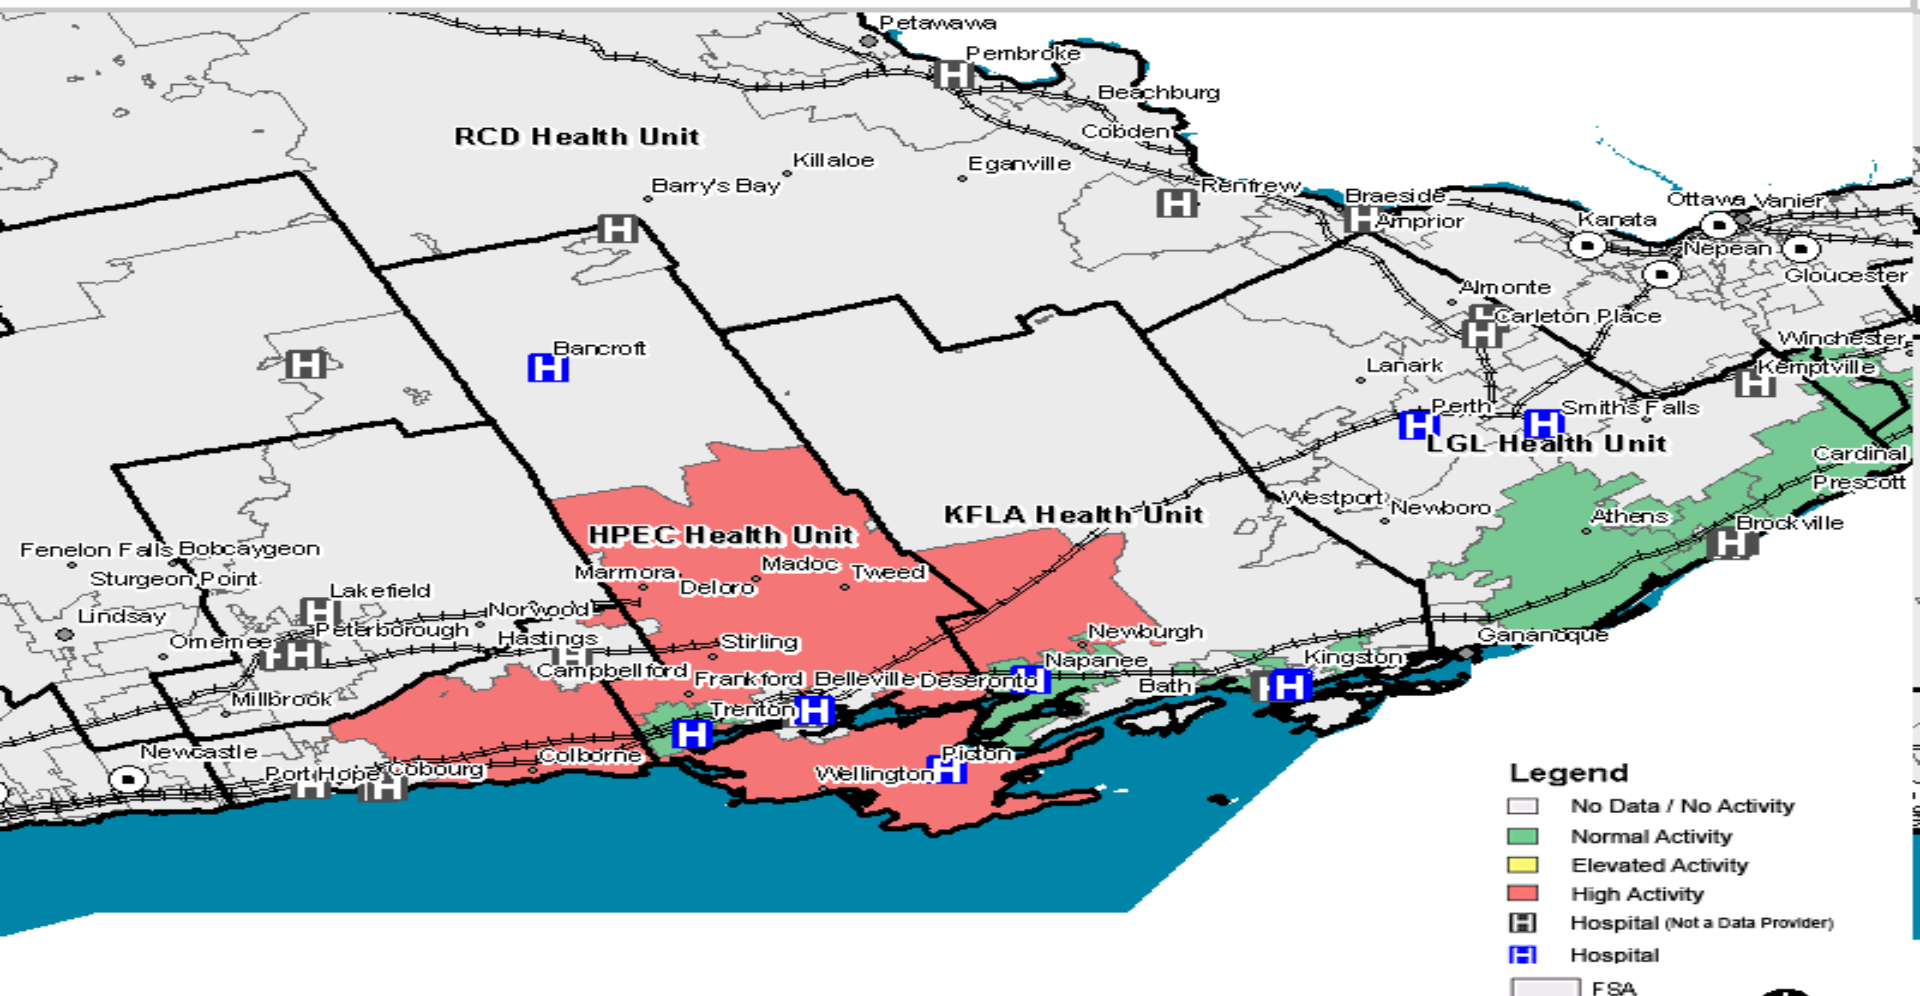 Petawawa
Pembroke
Beachburg
RCD Health Unit
Cobden
Killaloe
Eganville
Barry's Bay
Renfrew
Braeside
Arnprior
Ottawa Vanier
Kanata
Nepean
Gloucester
Almonte
Carleton Place
Winchester
Bancroft
Lanark
Kemptville
Perth
Smiths Falls
LGL Health Unit
Cardinal
Prescott
Westport
Newboro
KFLA Health Unit
Athens
Brockville
HPEC Health Unit
Fenelon Falls
Bobcaygeon
Marmora
Madoc
Tweed
Sturgeon Point
Deloro
Lakefield
Lindsay
Norwood
Peterborough
Omemee
Hastings
Stirling
Newburgh
Gananoque
Campbellford
Frankford
Belleville
Deseronto
Napanee
Kingston
Bath
Millbrook
Trenton
Newcastle
Colborne
Picton
Port Hope
Cobourg
Wellington
Legend
No Data / No Activity
Normal Activity
Elevated Activity
High Activity
H Hospital (Not a Data Provider)
H Hospital
FSA